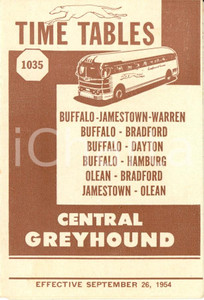 TIME TABLES
1035
BUFFALO-JAMESTOWN-WARREN
BUFFALO - BRADFORD
BUFFALO - DAYTON
BUFFALO - HAMBURG
OLEAN - BRADFORD
JAMESTOWN - OLEAN
CENTRAL
GREYHOUND
EFFECTIVE SEPTEMBER 26, 1954